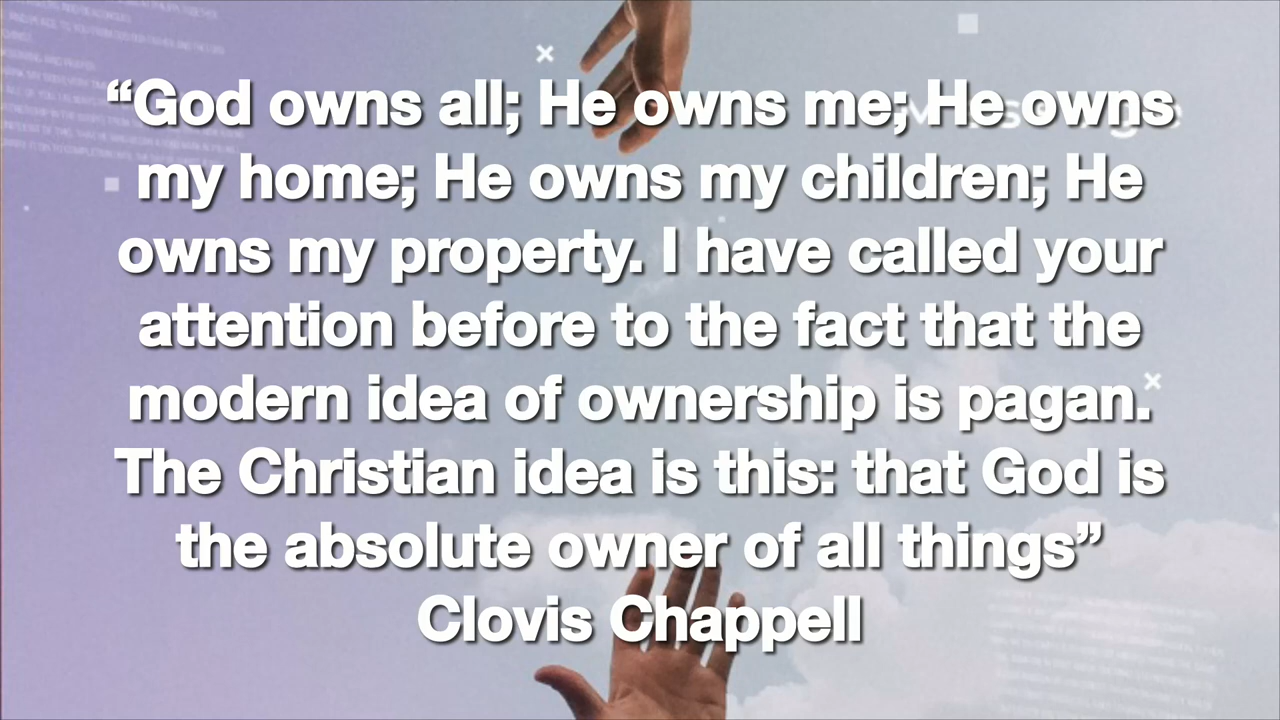 “God owns all; He owns me; He owns
my home; He owns my children; He
owns my property. I have called your
attention before to the fact that the
modern idea of ownership is pagan.
The Christian idea is this: that God is
the absolute owner of all things”
Clovis Chappell